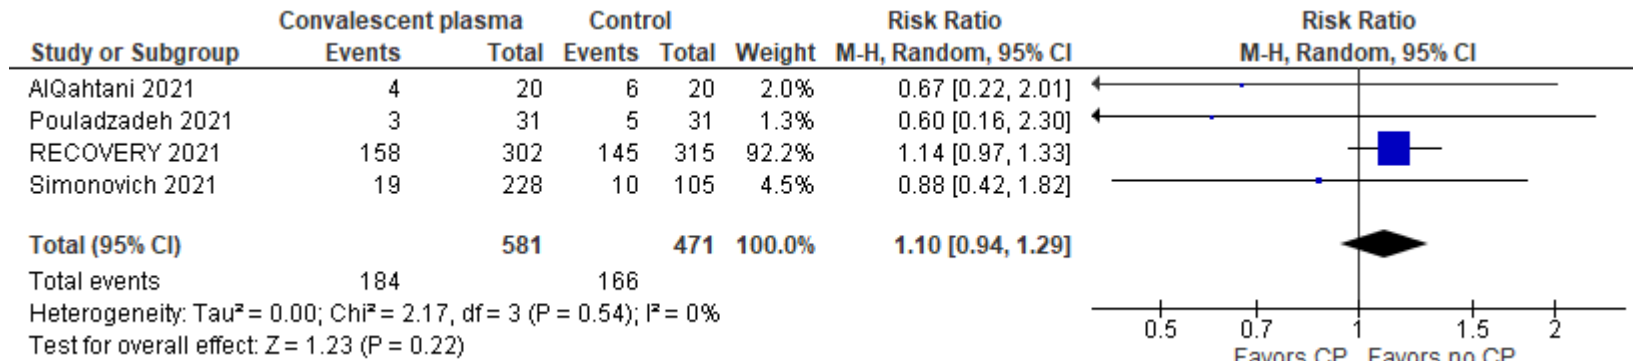 Convalescent plasma Control Risk Ratio Risk Ratio
Study or Subgroup Events Total Events Total Weight M-H, Random, 95% CI M-H, Random, 95% CI
AlQahtani 2021 4 20 6 20 2.0% 0.67 [0.22, 2.01]
Pouladzadeh 2021 3 31 5 31 1.3% 0.60 [0.16, 2.30]
RECOVERY 2021 158 302 145 315 92.2% 1.14 [0.97, 1.33]
Simonovich 2021 19 228 10 105 4.5% 0.88 [0.42, 1.82]
Total (95% CI) 581 471 100.0% 1.10 [0.94, 1.29]
Total events 184 166
Heterogeneity: Tau² = 0.00; Chi² = 2.17, df = 3 (P = 0.54); I² = 0%
Test for overall effect: Z = 1.23 (P = 0.22)
0.5 0.7 1 1.5 2
Favors CP Favors no CP